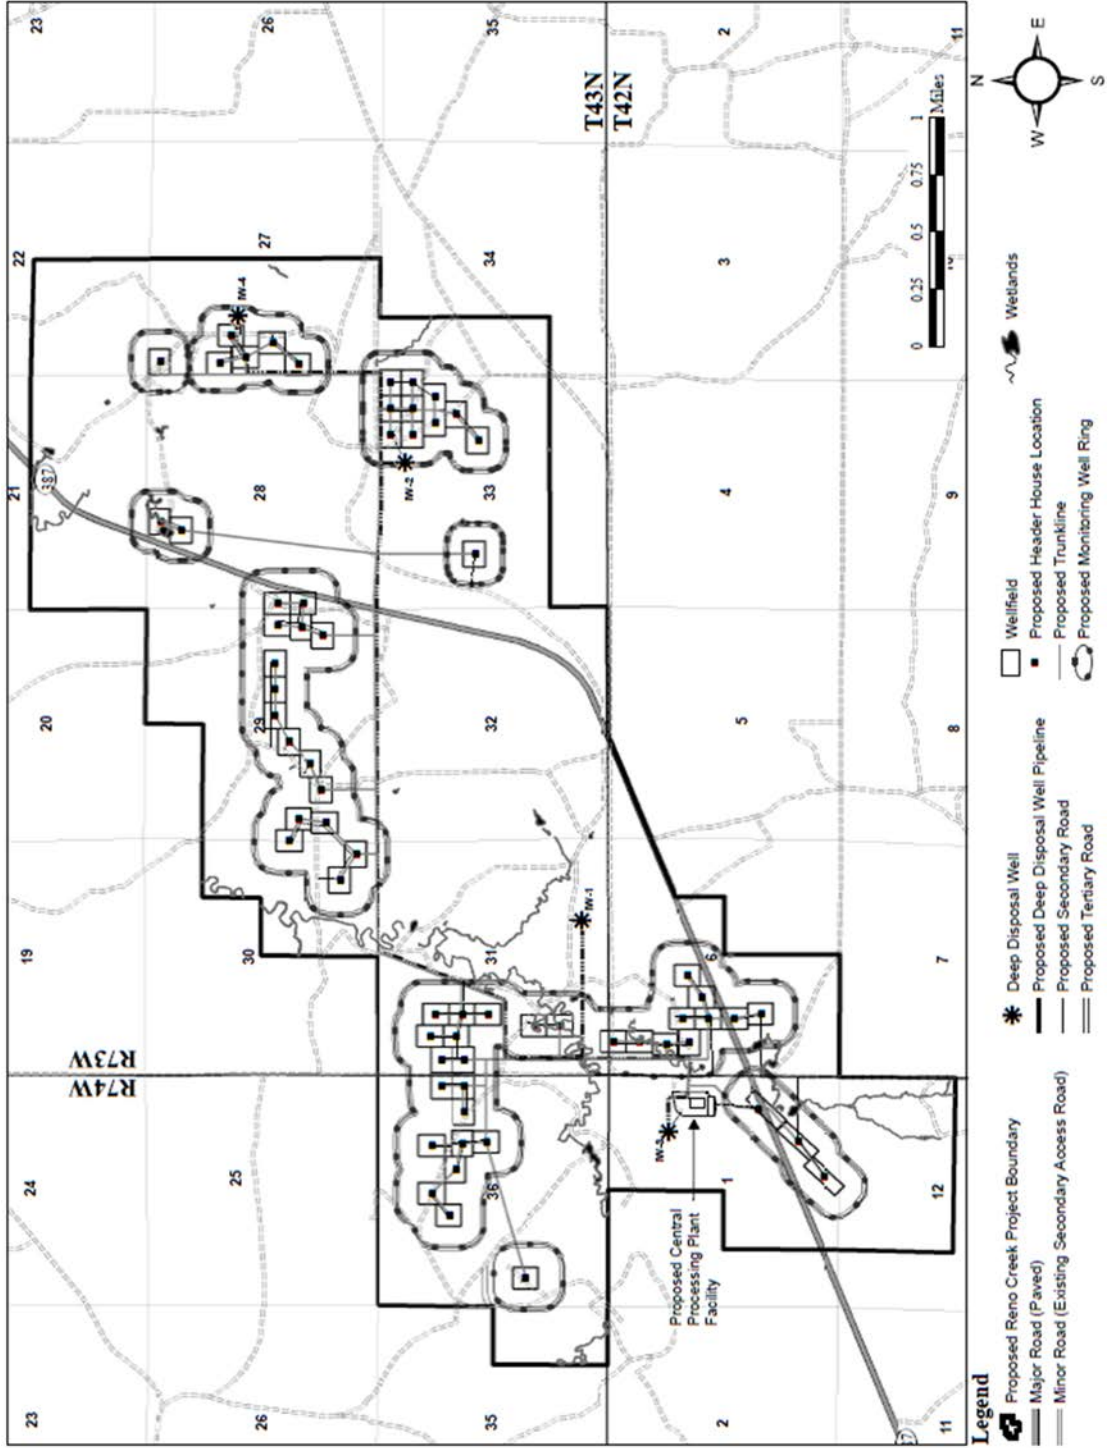 23 24 19 20 21 22 23
387
R74W R73W
26 25 30 29 28 27 26
IW-4
IW-2
35 36 31 32 33 34 35
IW-1
T43N
T42N
IW-3
Proposed Central
Processing Plant
Facility
2 1 6 5 4 3 2
11 12 7 8 9 11
0 0.25 0.5 0.75 1
Miles
N
W E
S
Legend
Proposed Reno Creek Project Boundary
Major Road (Paved)
Minor Road (Existing Secondary Access Road)
Deep Disposal Well
Proposed Deep Disposal Well Pipeline
Proposed Secondary Road
Proposed Tertiary Road
Wellfield
Proposed Header House Location
Proposed Trunkline
Proposed Monitoring Well Ring
Wetlands